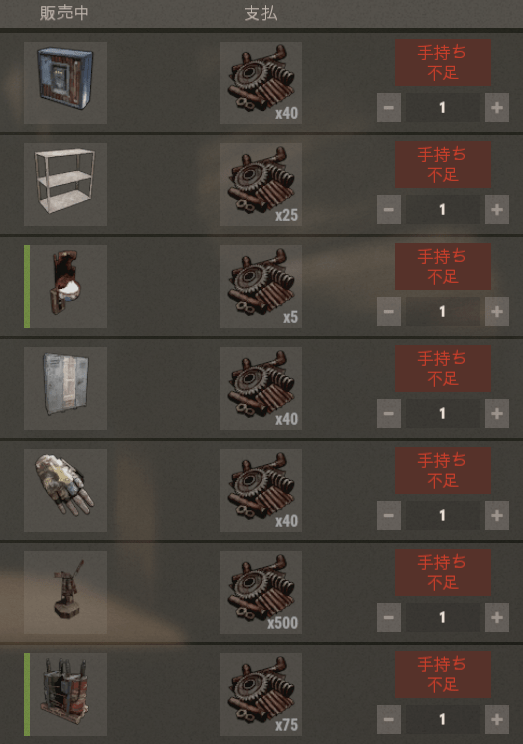 販売中 支払
手持ち
不足
x40
− 1 +
手持ち
不足
x25
− 1 +
手持ち
不足
x5
− 1 +
手持ち
不足
x40
− 1 +
手持ち
不足
x40
− 1 +
手持ち
不足
x500
− 1 +
手持ち
不足
x75
− 1 +